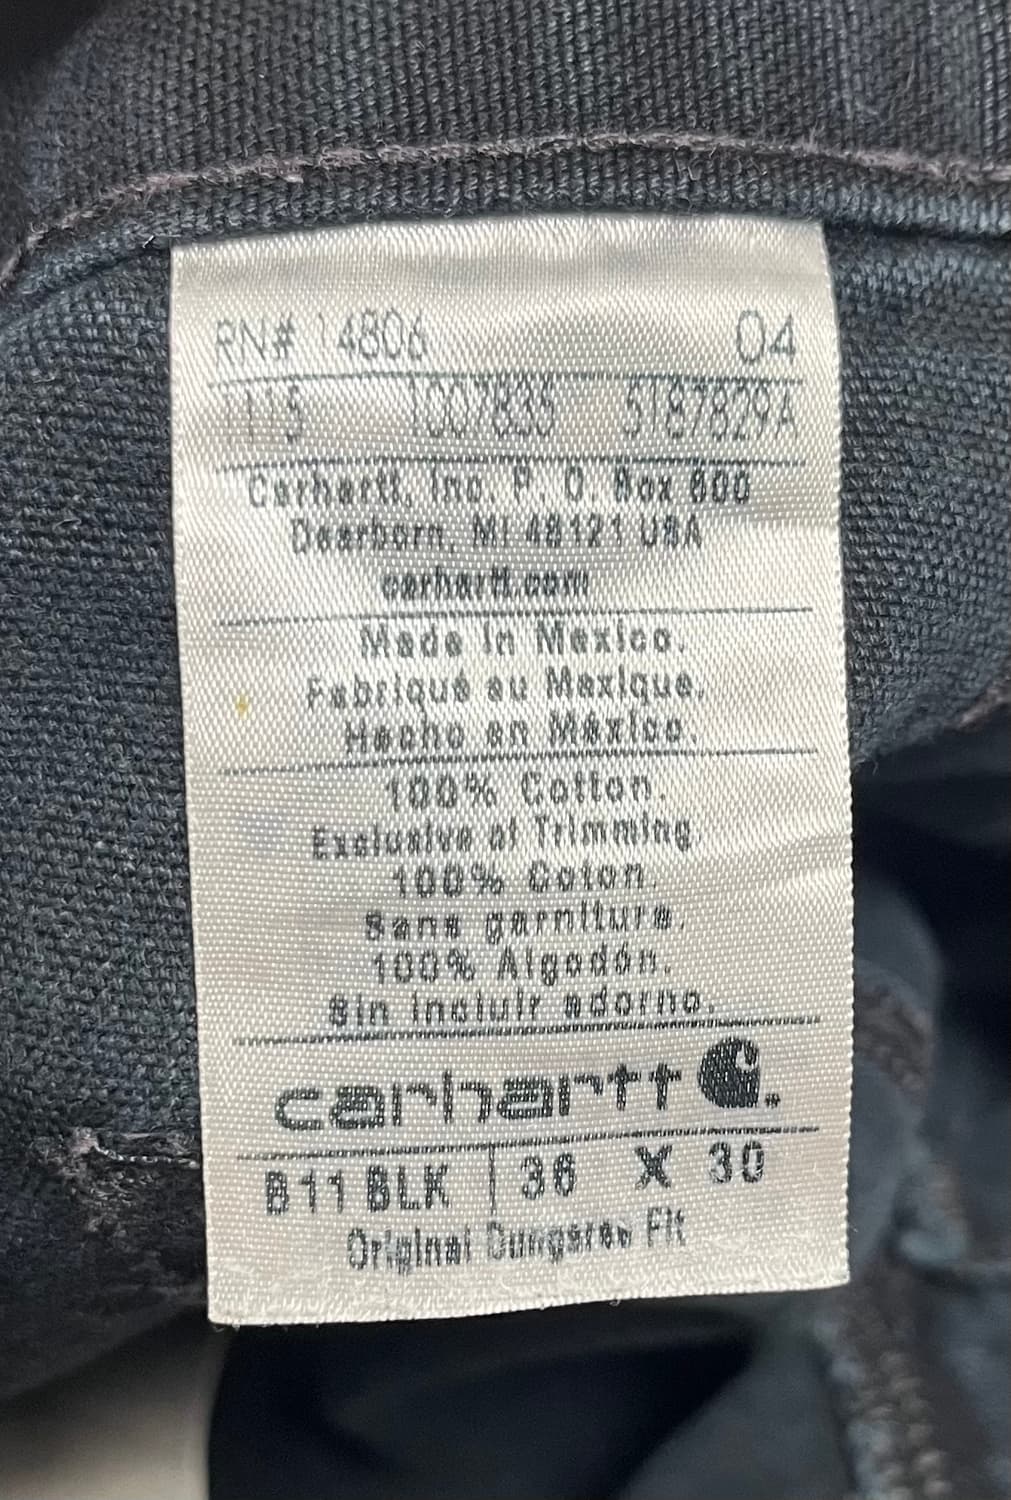 RN# 14806 04
1115 1007835 5187829A
Carhartt, Inc. P. O. Box 600
Dearborn, MI 48121 USA
carhartt.com
Made in Mexico.
Fabriqué au Mexique.
Hecho en México.
100% Cotton.
Exclusive of Trimming
100% Coton.
Sans garniture.
100% Algodón.
Sin incluir adorno.
carhartt
B11 BLK 36 X 30
Original Dungaree Fit